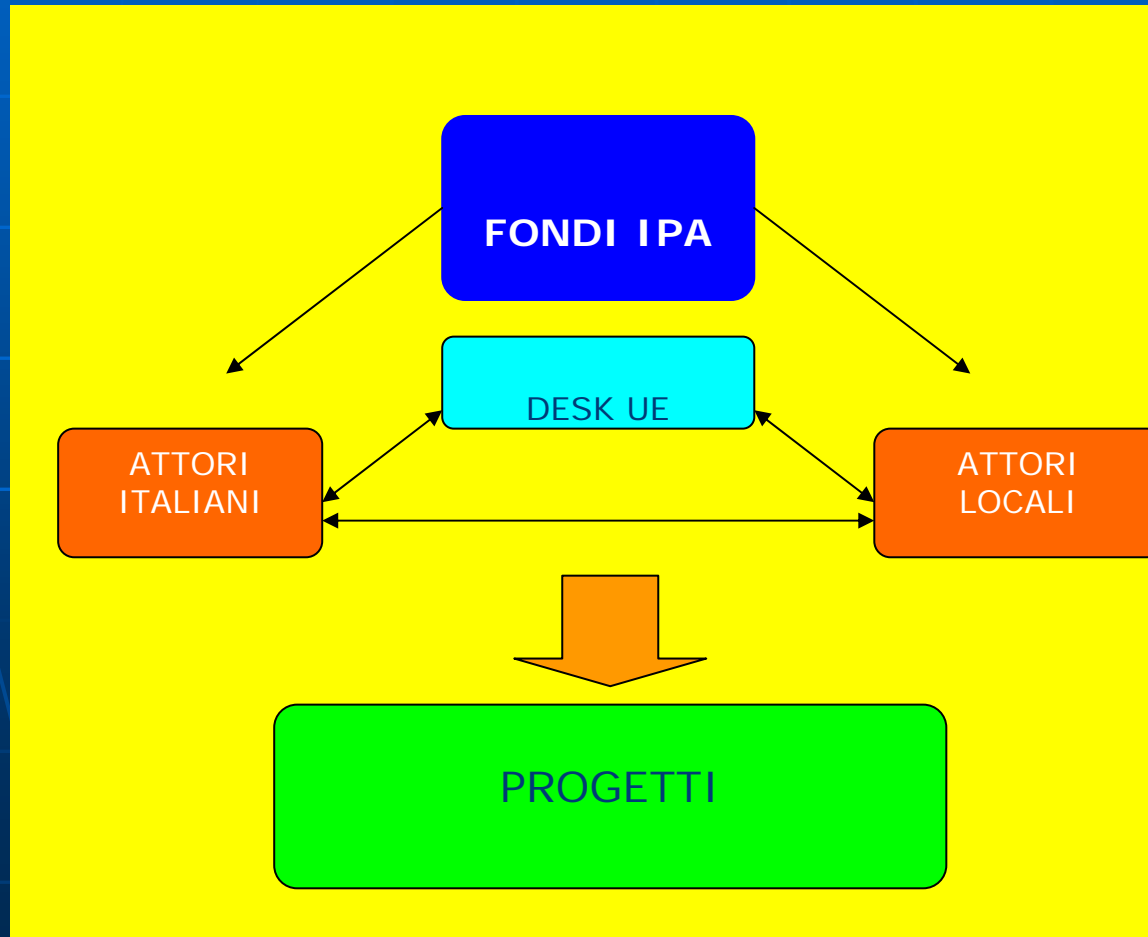 FONDI IPA
DESK UE
ATTORI
ITALIANI
ATTORI
LOCALI
PROGETTI